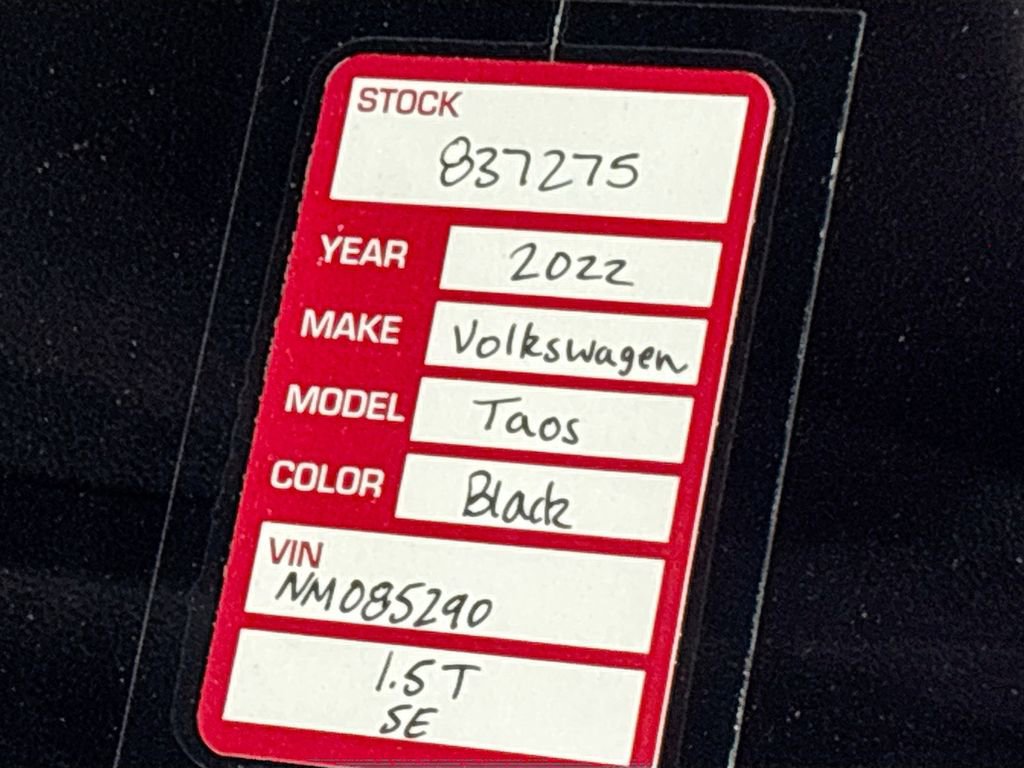 STOCK
837275
YEAR 2022
MAKE Volkswagen
MODEL Taos
COLOR Black
VIN
NM085290
1.5T
SE